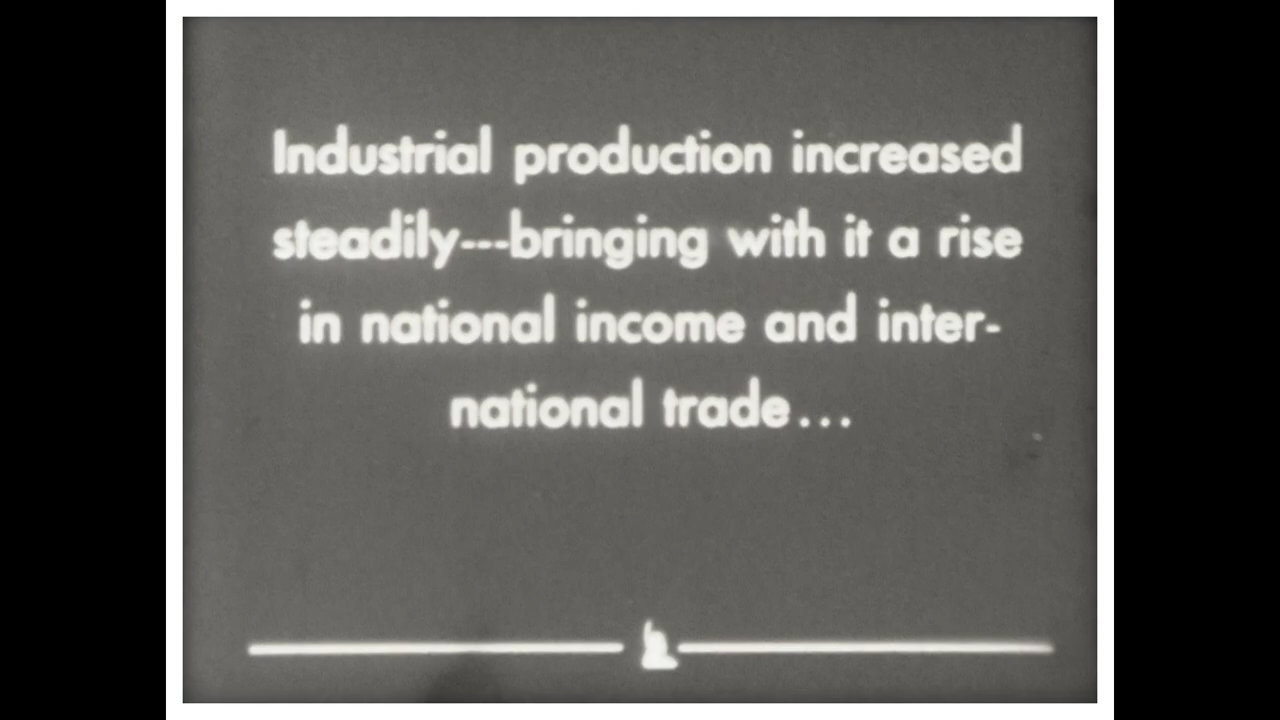 Industrial production increased
steadily---bringing with it a rise
in national income and inter-
national trade...